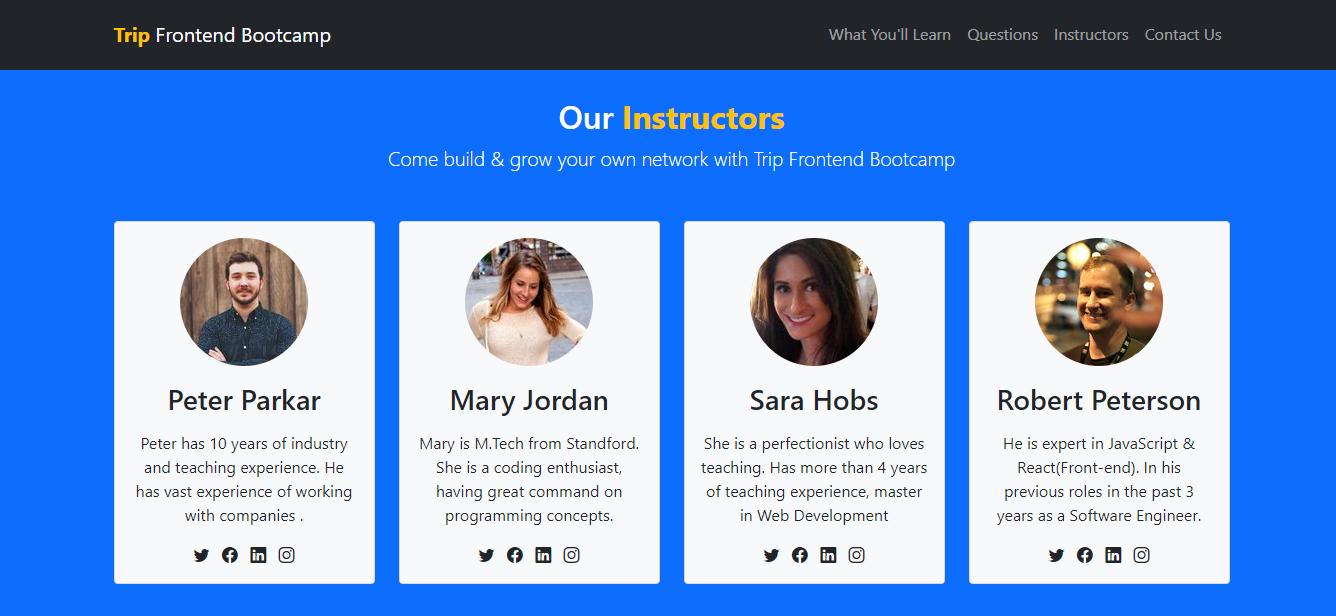 Trip Frontend Bootcamp
What You'll Learn Questions Instructors Contact Us
Our Instructors
Come build & grow your own network with Trip Frontend Bootcamp
Peter Parkar
Peter has 10 years of industry
and teaching experience. He
has vast experience of working
with companies .
Mary Jordan
Mary is M.Tech from Standford.
She is a coding enthusiast,
having great command on
programming concepts.
Sara Hobs
She is a perfectionist who loves
teaching. Has more than 4 years
of teaching experience, master
in Web Development
Robert Peterson
He is expert in JavaScript &
React(Front-end). In his
previous roles in the past 3
years as a Software Engineer.